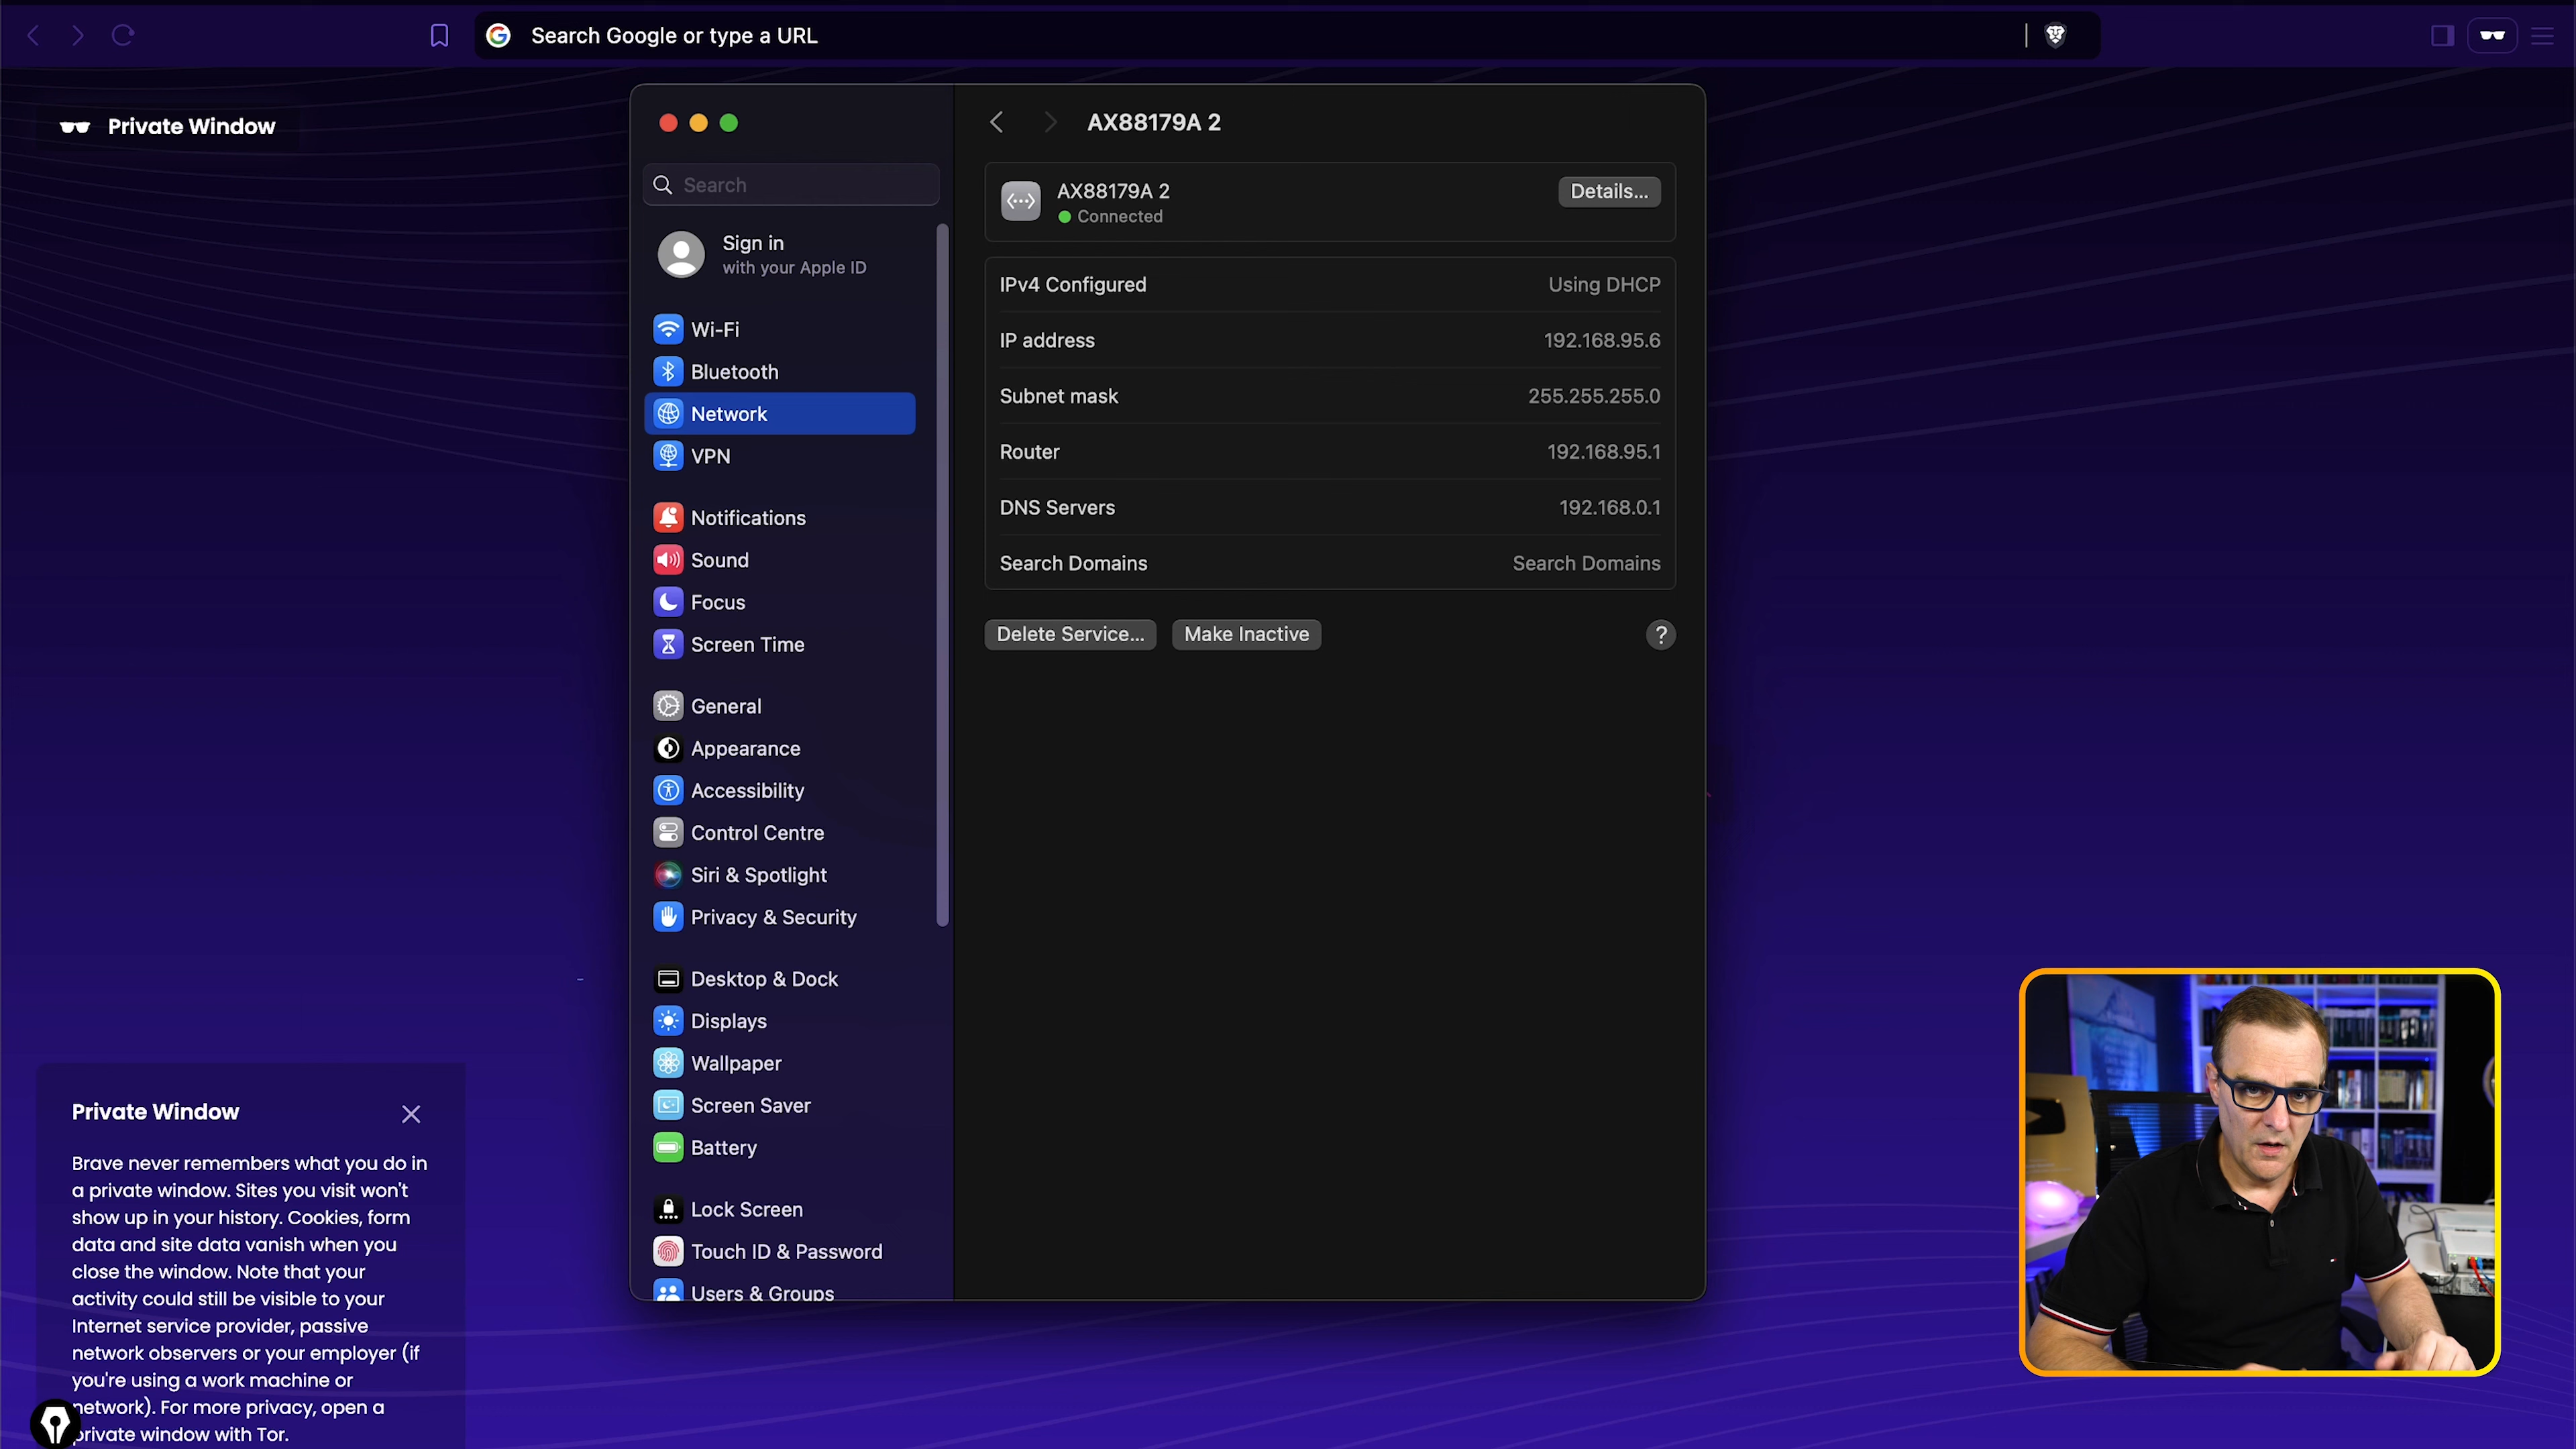 Search Google or type a URL
Private Window
AX88179A 2
Search
Sign in
with your Apple ID
Wi-Fi
Bluetooth
Network
VPN
Notifications
Sound
Focus
Screen Time
General
Appearance
Accessibility
Control Centre
Siri & Spotlight
Privacy & Security
Desktop & Dock
Displays
Wallpaper
Screen Saver
Battery
Lock Screen
Touch ID & Password
Users & Groups
AX88179A 2
Connected
Details...
IPv4 Configured Using DHCP
IP address 192.168.95.6
Subnet mask 255.255.255.0
Router 192.168.95.1
DNS Servers 192.168.0.1
Search Domains Search Domains
Delete Service... Make Inactive ?
Private Window
Brave never remembers what you do in
a private window. Sites you visit won't
show up in your history. Cookies, form
data and site data vanish when you
close the window. Note that your
activity could still be visible to your
Internet service provider, passive
network observers or your employer (if
you're using a work machine or
network). For more privacy, open a
private window with Tor.